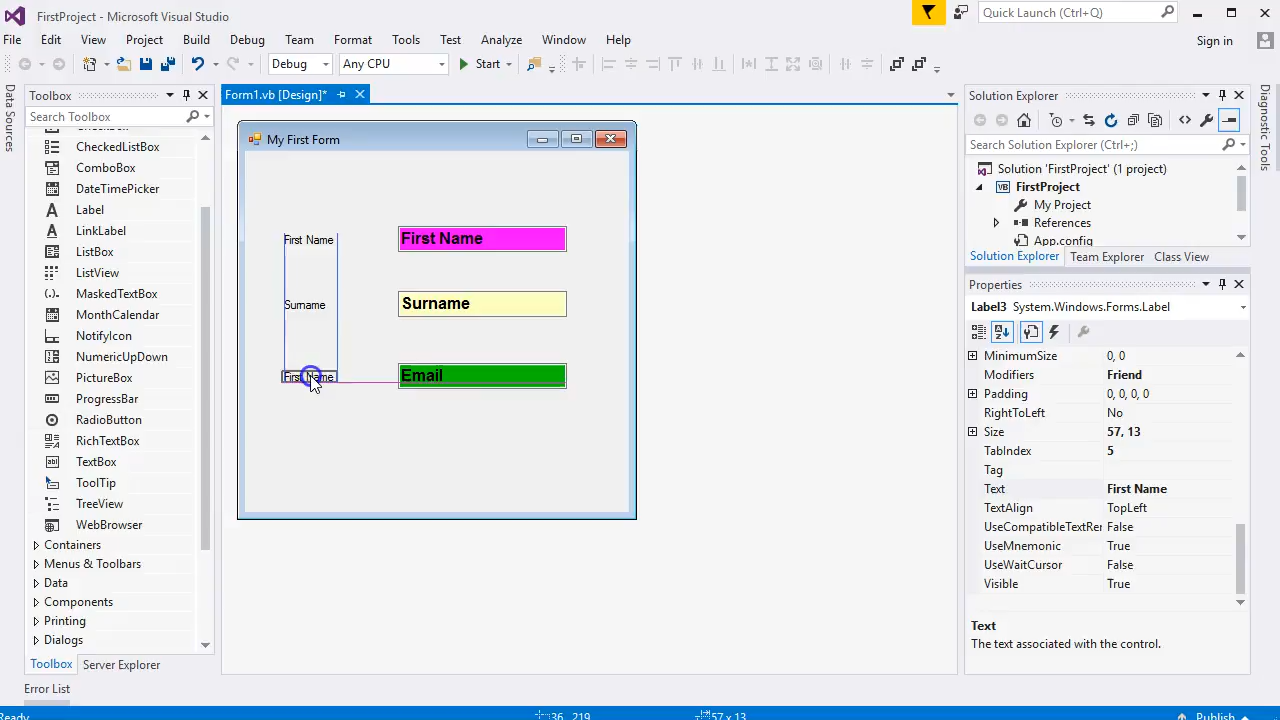 FirstProject - Microsoft Visual Studio
Quick Launch (Ctrl+Q)
File Edit View Project Build Debug Team Format Tools Test Analyze Window Help
Sign in
Debug Any CPU Start
Data Sources
Toolbox
Search Toolbox
CheckBox
CheckedListBox
ComboBox
DateTimePicker
Label
LinkLabel
ListBox
ListView
MaskedTextBox
MonthCalendar
NotifyIcon
NumericUpDown
PictureBox
ProgressBar
RadioButton
RichTextBox
TextBox
ToolTip
TreeView
WebBrowser
Containers
Menus & Toolbars
Data
Components
Printing
Dialogs
Toolbox Server Explorer
Form1.vb [Design]*
My First Form
First Name First Name
Surname Surname
First Name Email
Solution Explorer
Search Solution Explorer (Ctrl+;)
Solution 'FirstProject' (1 project)
VB FirstProject
My Project
References
App.config
Solution Explorer Team Explorer Class View
Properties
Label3 System.Windows.Forms.Label
MinimumSize 0, 0
Modifiers Friend
Padding 0, 0, 0, 0
RightToLeft No
Size 57, 13
TabIndex 5
Tag
Text First Name
TextAlign TopLeft
UseCompatibleTextRer False
UseMnemonic True
UseWaitCursor False
Visible True
Text
The text associated with the control.
Diagnostic Tools
Error List
Ready 36, 219 57 x 13 Publish